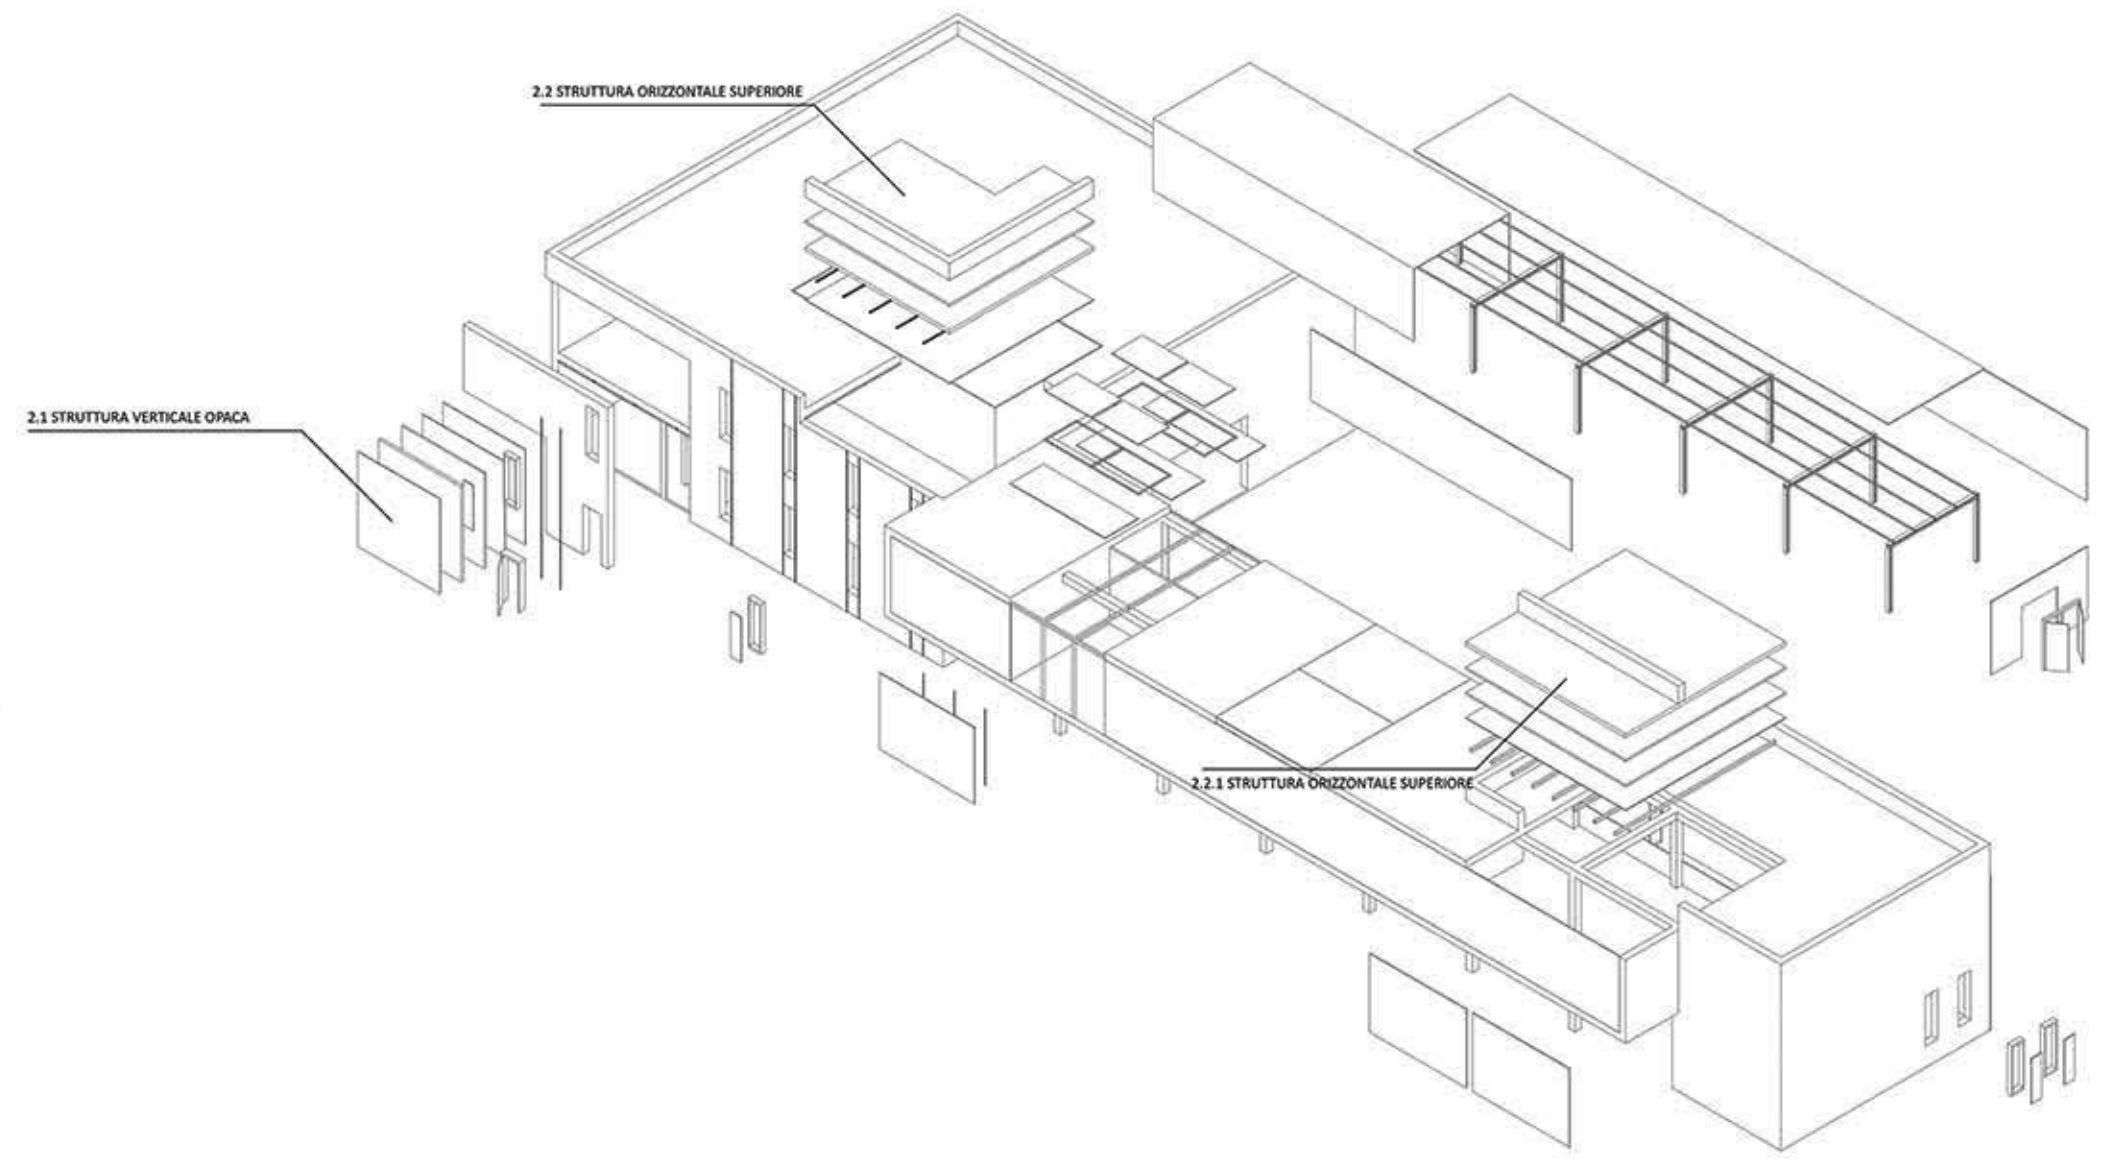 2.2 STRUTTURA ORIZZONTALE SUPERIORE
2.1 STRUTTURA VERTICALE OPACA
2.2.1 STRUTTURA ORIZZONTALE SUPERIORE